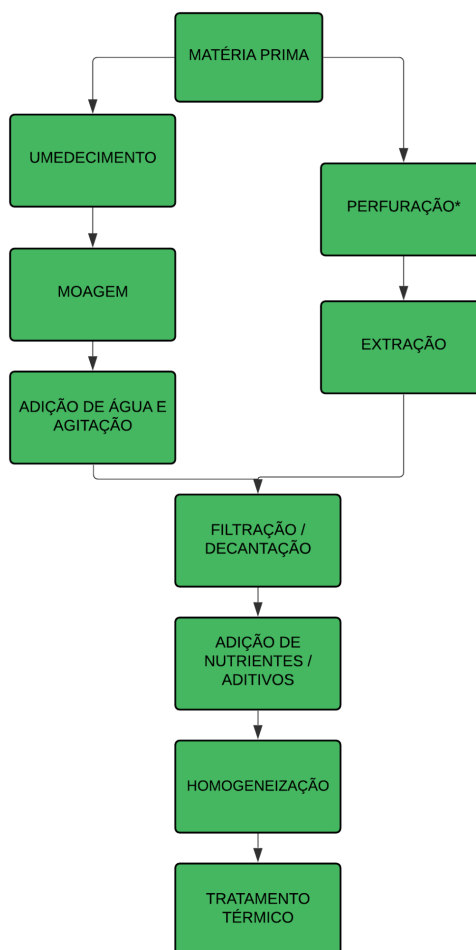 MATÉRIA PRIMA
UMEDECIMENTO
PERFURAÇÃO*
MOAGEM
EXTRAÇÃO
ADIÇÃO DE ÁGUA E
AGITAÇÃO
FILTRAÇÃO /
DECANTAÇÃO
ADIÇÃO DE
NUTRIENTES /
ADITIVOS
HOMOGENEIZAÇÃO
TRATAMENTO
TÉRMICO